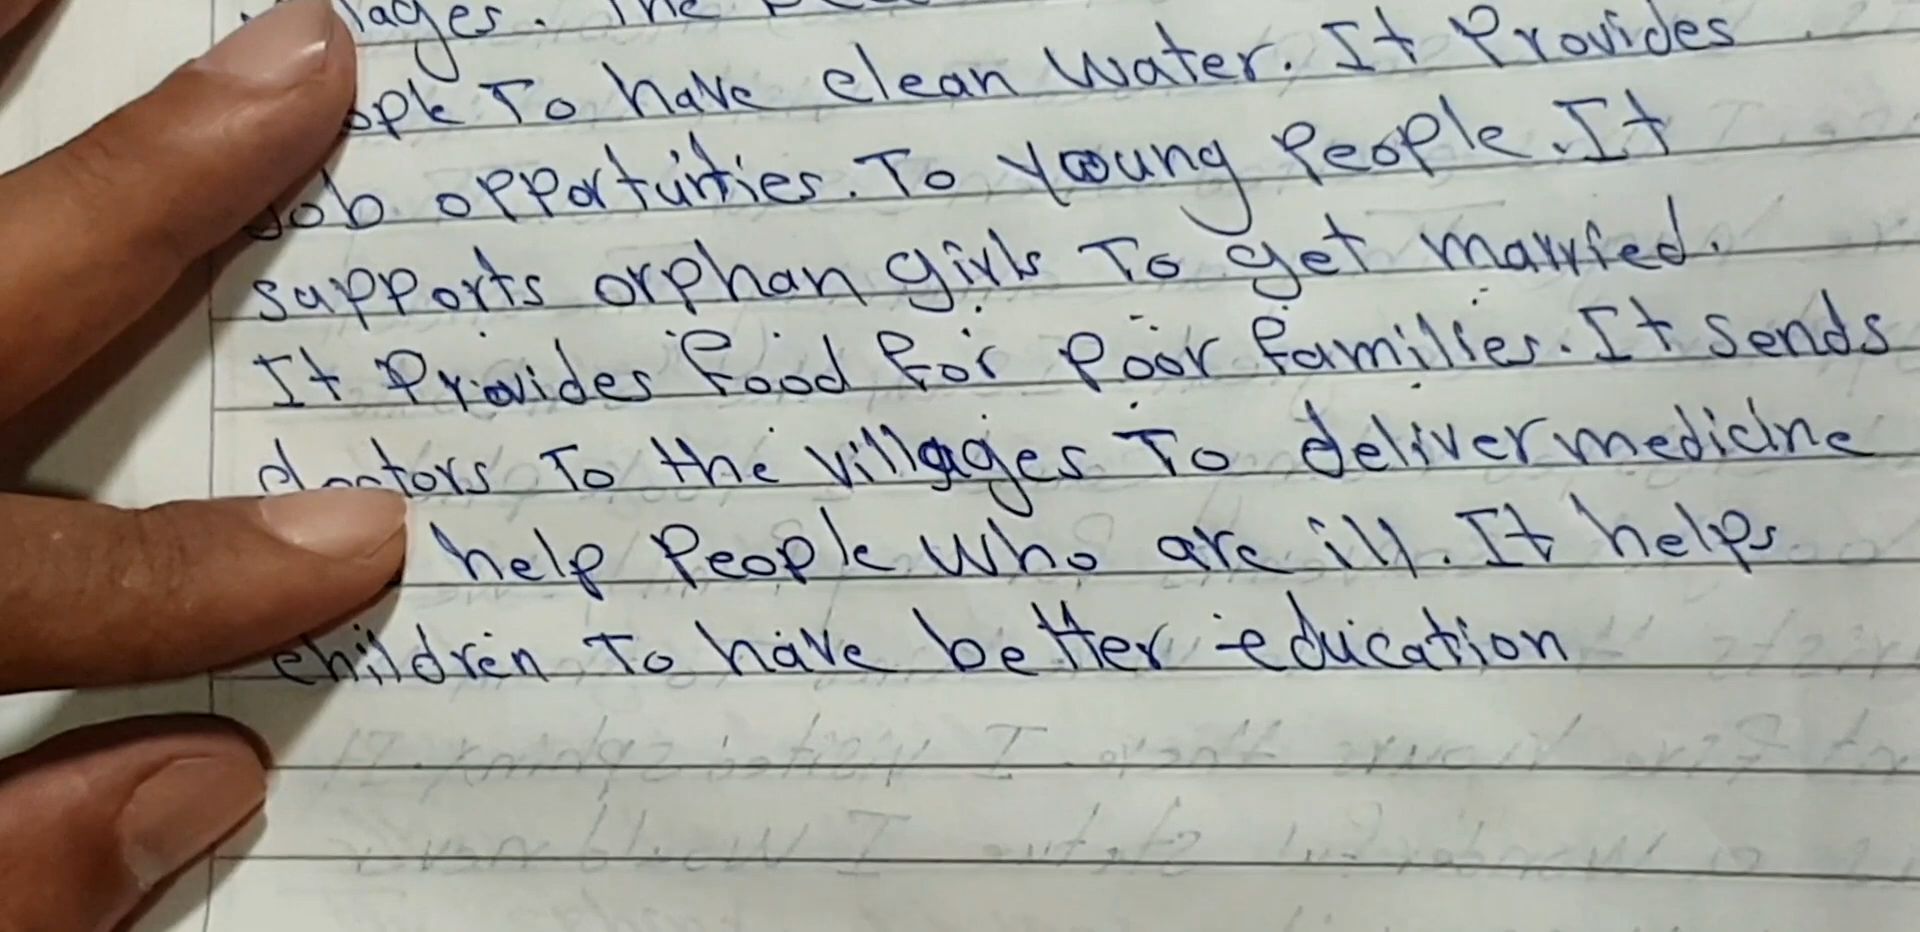 lages. The
ople To have clean water. It Provides
Job opportuities. To young People. It
supports orphan girls To get married.
It Provides food for Poor families. It sends
doctors To the villages To deliver medicine
help People who are ill. It helps
children To have better education